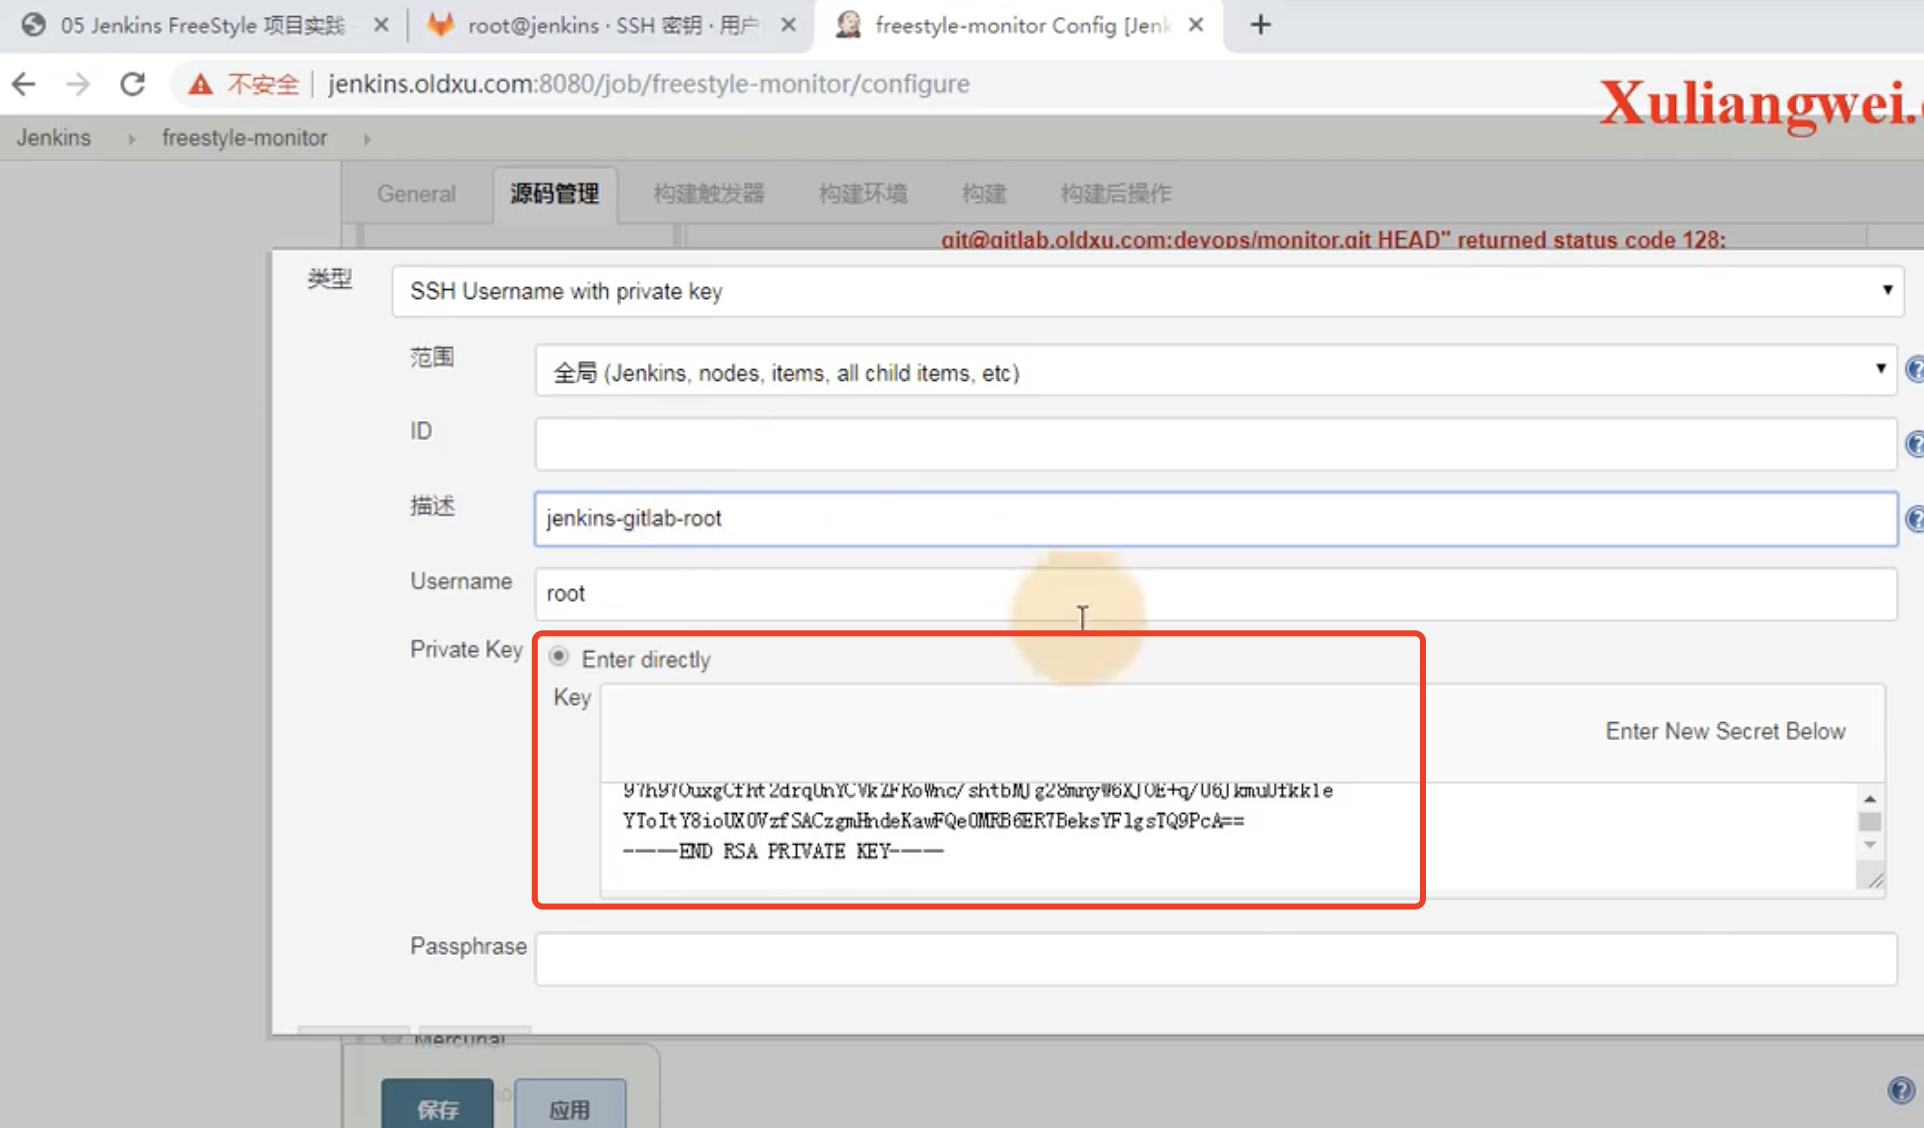 05 Jenkins FreeStyle 项目实践
root@jenkins · SSH 密钥 · 用户
freestyle-monitor Config [Jenk
不安全 jenkins.oldxu.com:8080/job/freestyle-monitor/configure
Xuliangwei.
Jenkins freestyle-monitor
General 源码管理 构建触发器 构建环境 构建 构建后操作
git@gitlab.oldxu.com:devops/monitor.git HEAD" returned status code 128:
类型 SSH Username with private key
范围 全局 (Jenkins, nodes, items, all child items, etc)
ID
描述 jenkins-gitlab-root
Username root
Private Key Enter directly
Key
Enter New Secret Below
YToItY8ioUX0VzfSACzgmHndeKawFQe0MRB6ER7BeksYFlgsTQ9PcA==
-----END RSA PRIVATE KEY-----
Passphrase
Mercurial
保存 应用